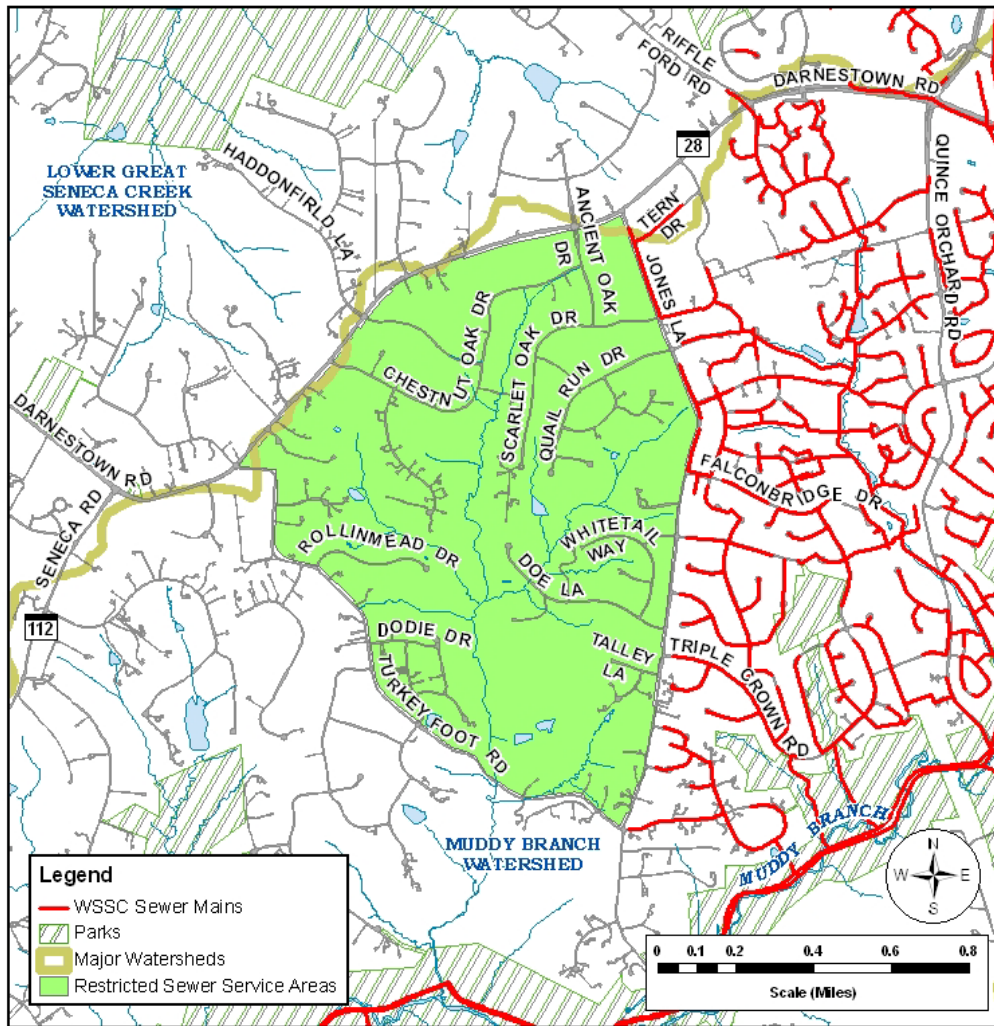 RIFFLE
FORD RD
DARNESTOWN RD
28
QUINCE ORCHARD RD
LOWER GREAT
SENECA CREEK
WATERSHED
HADDONFIRLD LA
ANCIENT OAK
DR
TERN
DR
JONES LA
CHESTNUT OAK DR
SCARLET OAK DR
QUAIL RUN DR
DARNESTOWN RD
SENECA RD
112
FALCONBRIDGE DR
ROLLINMEAD DR
WHITETAIL
WAY
DOE LA
DODIE DR
TALLEY
LA
TRIPLE CROWN RD
TURKEY FOOT RD
MUDDY BRANCH
WATERSHED
MUDDY BRANCH
N
W E
S
Legend
WSSC Sewer Mains
Parks
Major Watersheds
Restricted Sewer Service Areas
0 0.1 0.2 0.4 0.6 0.8
Scale (Miles)